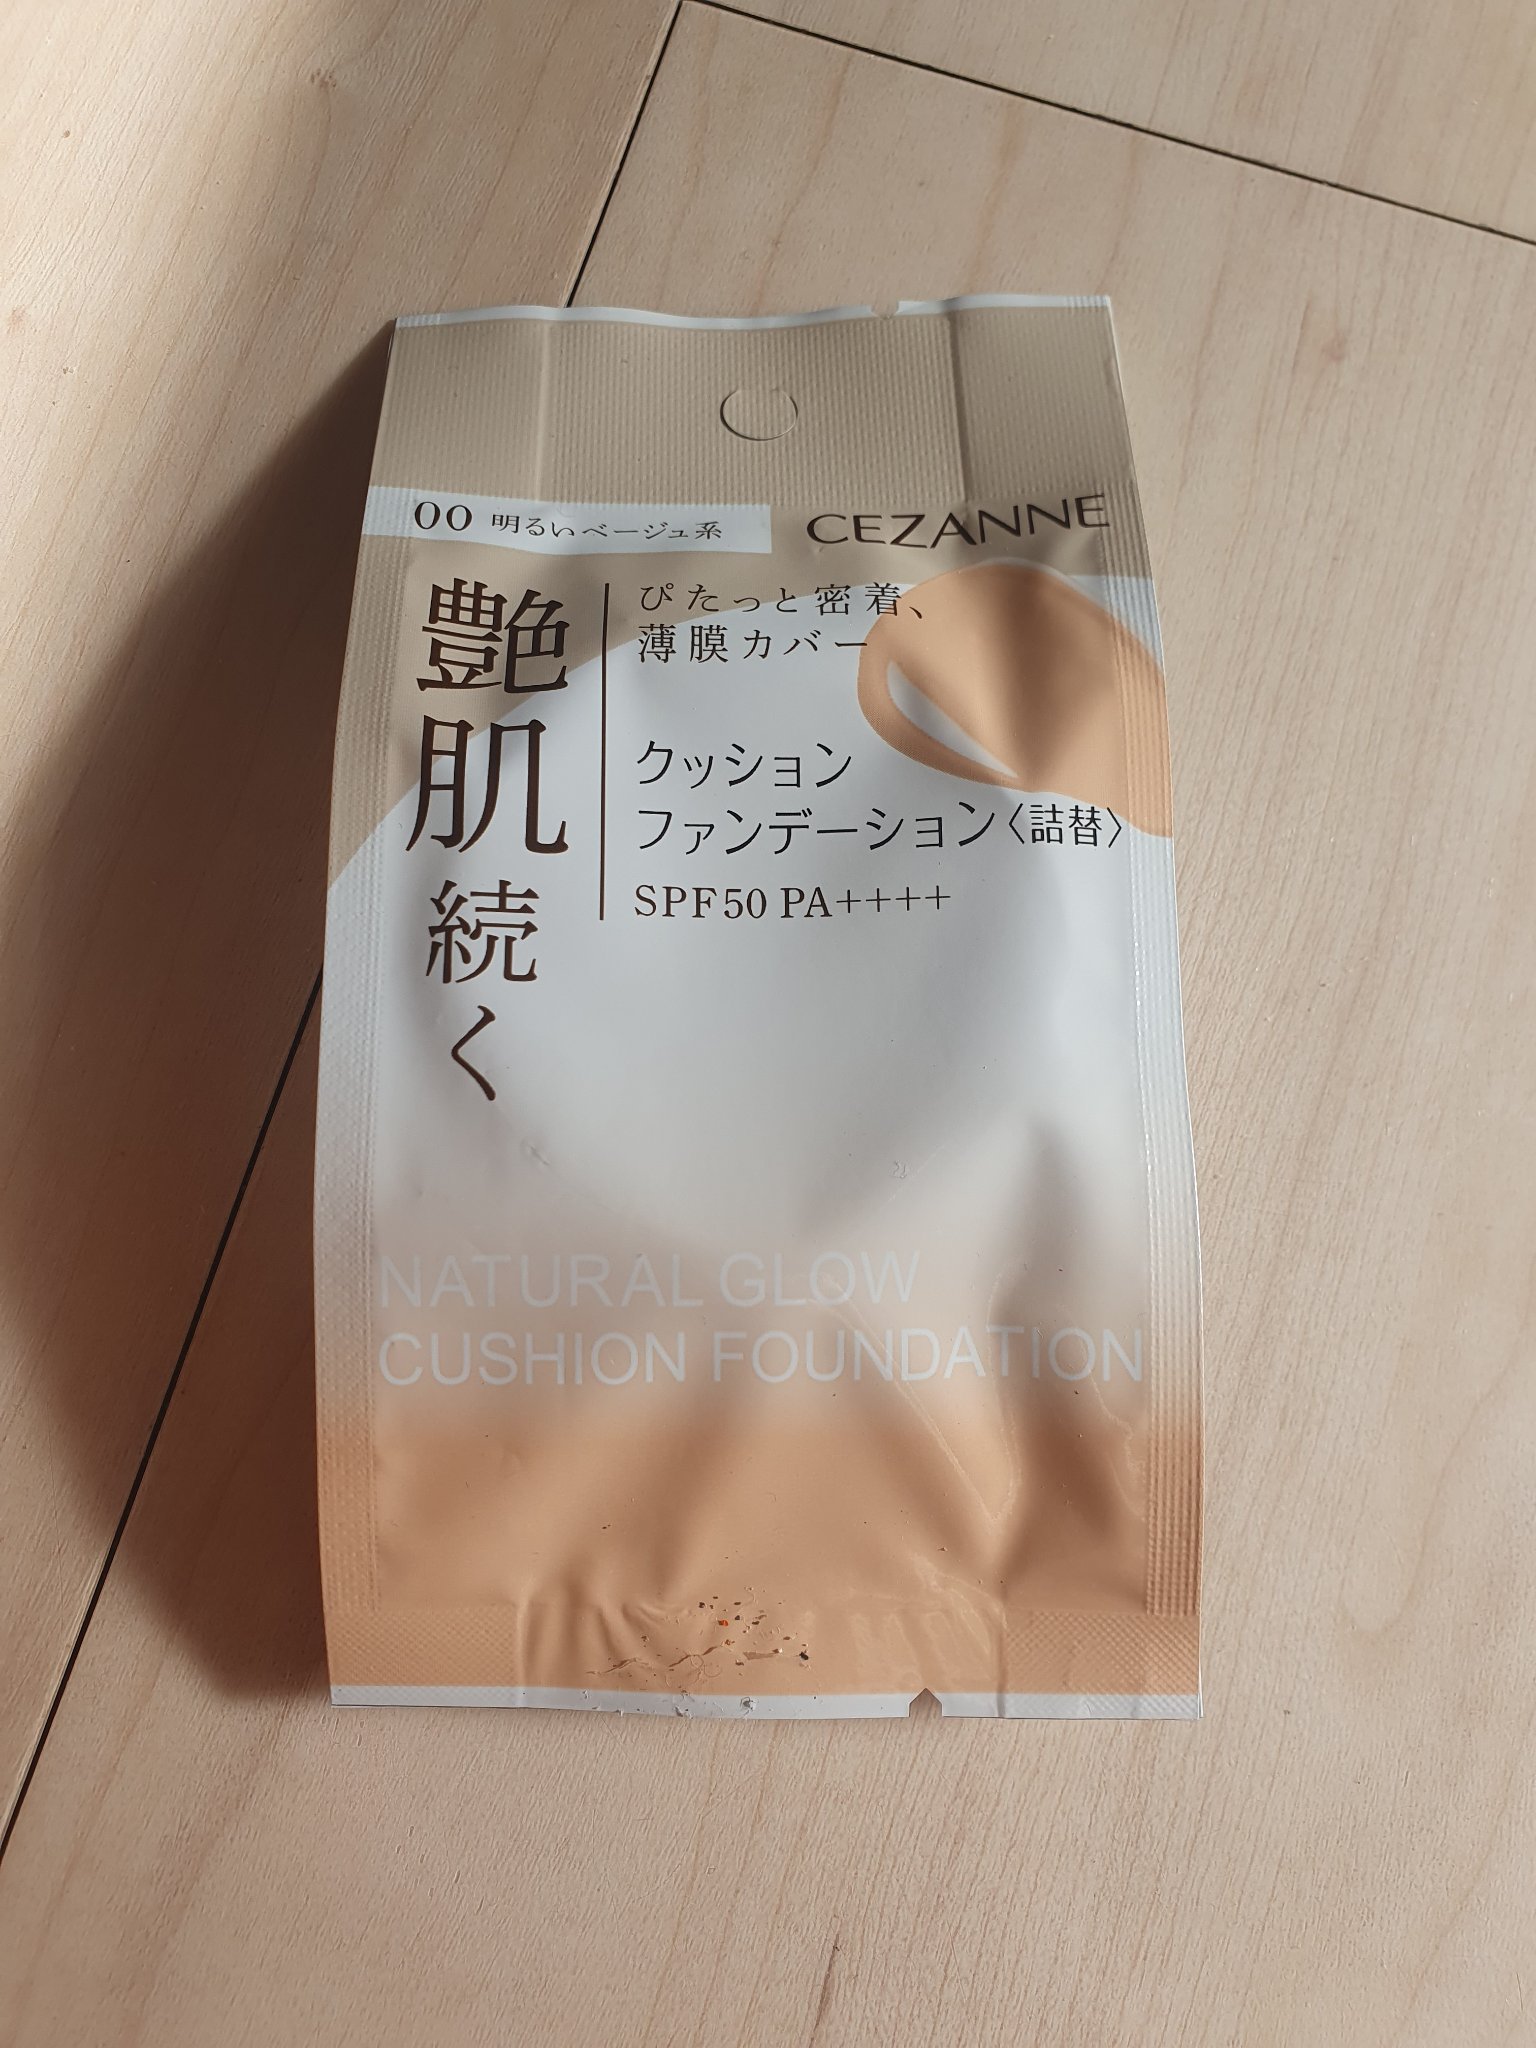 00 明るいベージュ系
CEZANNE
艶肌続く
ぴたっと密着、
薄膜カバー
クッション
ファンデーション〈詰替〉
SPF50 PA++++
NATURAL GLOW
CUSHION FOUNDATION